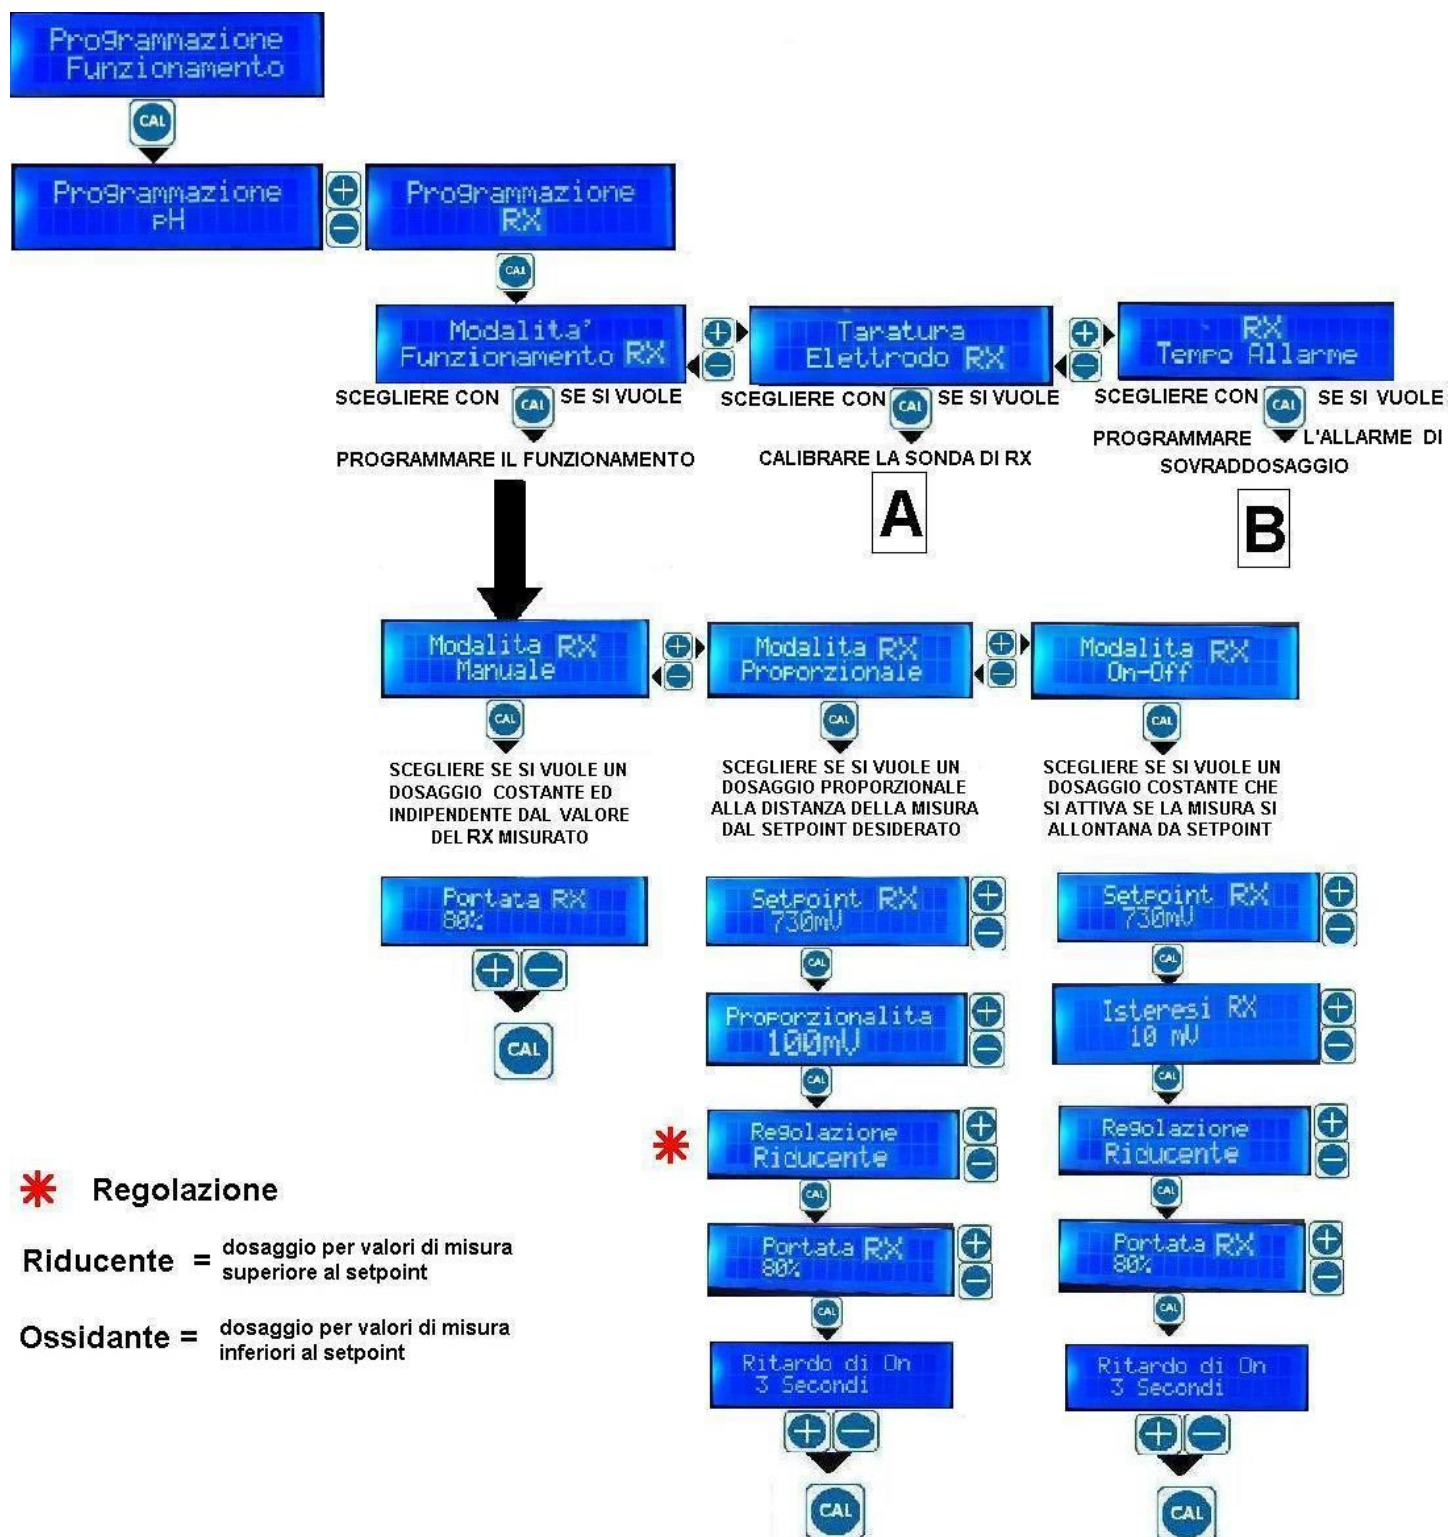 Programmazione
Funzionamento
CAL
Programmazione
pH
Programmazione
RX
CAL
Modalita'
Funzionamento RX
Taratura
Elettrodo RX
RX
Tempo Allarme
SCEGLIERE CON CAL SE SI VUOLE
PROGRAMMARE IL FUNZIONAMENTO
SCEGLIERE CON CAL SE SI VUOLE
CALIBRARE LA SONDA DI RX
A
SCEGLIERE CON CAL SE SI VUOLE
PROGRAMMARE L'ALLARME DI
SOVRADDOSAGGIO
B
Modalita RX
Manuale
Modalita RX
Proporzionale
Modalita RX
On-Off
CAL
CAL
CAL
SCEGLIERE SE SI VUOLE UN
DOSAGGIO COSTANTE ED
INDIPENDENTE DAL VALORE
DEL RX MISURATO
SCEGLIERE SE SI VUOLE UN
DOSAGGIO PROPORZIONALE
ALLA DISTANZA DELLA MISURA
DAL SETPOINT DESIDERATO
SCEGLIERE SE SI VUOLE UN
DOSAGGIO COSTANTE CHE
SI ATTIVA SE LA MISURA SI
ALLONTANA DA SETPOINT
Portata RX
80%
CAL
Setpoint RX
730mV
CAL
Proporzionalita
100mV
CAL
Regolazione
Riducente
CAL
Portata RX
80%
CAL
Ritardo di On
3 Secondi
CAL
Setpoint RX
730mV
CAL
Isteresi RX
10 mV
CAL
Regolazione
Riducente
CAL
Portata RX
80%
CAL
Ritardo di On
3 Secondi
CAL
Regolazione
Riducente = dosaggio per valori di misura
superiore al setpoint
Ossidante = dosaggio per valori di misura
inferiori al setpoint